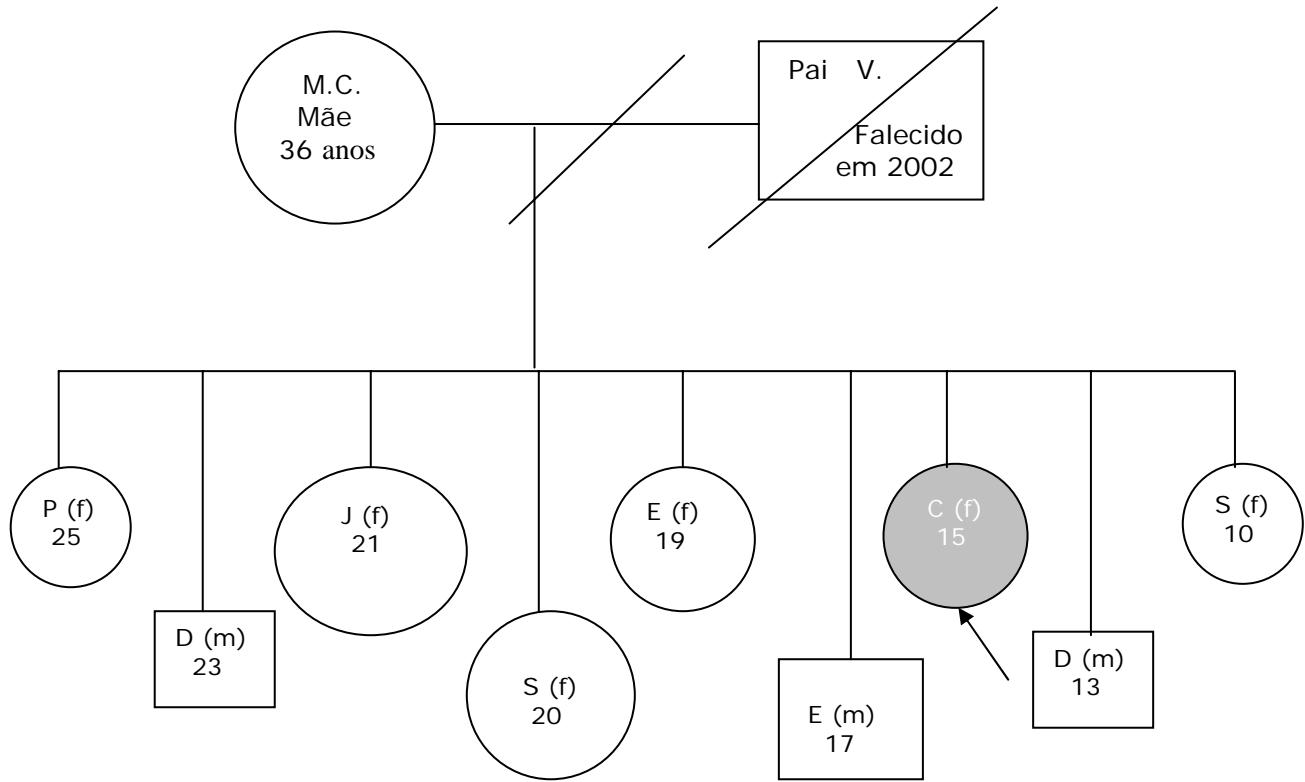 M.C.
Mãe
36 anos
Pai V.
Falecido
em 2002
P (f)
25
D (m)
23
J (f)
21
S (f)
20
E (f)
19
E (m)
17
C (f)
15
D (m)
13
S (f)
10